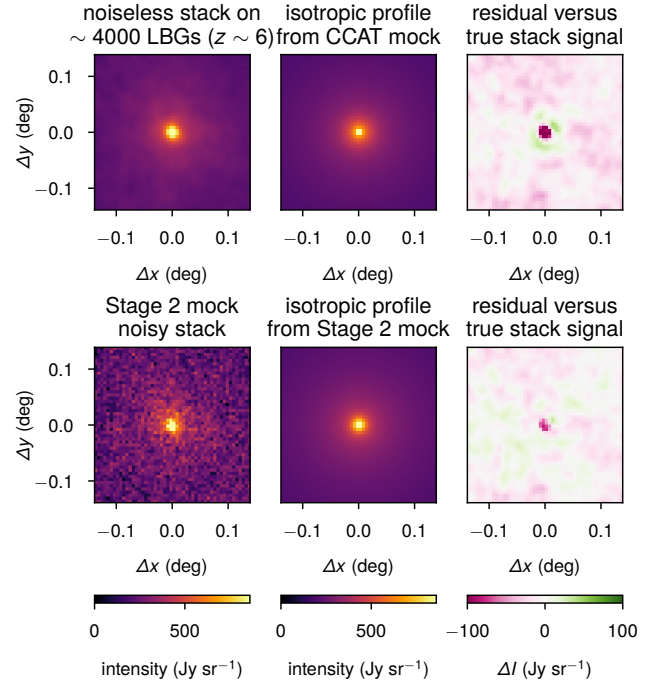 noiseless stack on
∼ 4000 LBGs (z ∼ 6)
isotropic profile
from CCAT mock
residual versus
true stack signal
Δy (deg)
0.1
0.0
−0.1
−0.1 0.0 0.1
−0.1 0.0 0.1
−0.1 0.0 0.1
Δx (deg)
Δx (deg)
Δx (deg)
Stage 2 mock
noisy stack
isotropic profile
from Stage 2 mock
residual versus
true stack signal
Δy (deg)
0.1
0.0
−0.1
−0.1 0.0 0.1
−0.1 0.0 0.1
−0.1 0.0 0.1
Δx (deg)
Δx (deg)
Δx (deg)
0 500
0 500
−100 0 100
intensity (Jy sr⁻¹)
intensity (Jy sr⁻¹)
ΔI (Jy sr⁻¹)